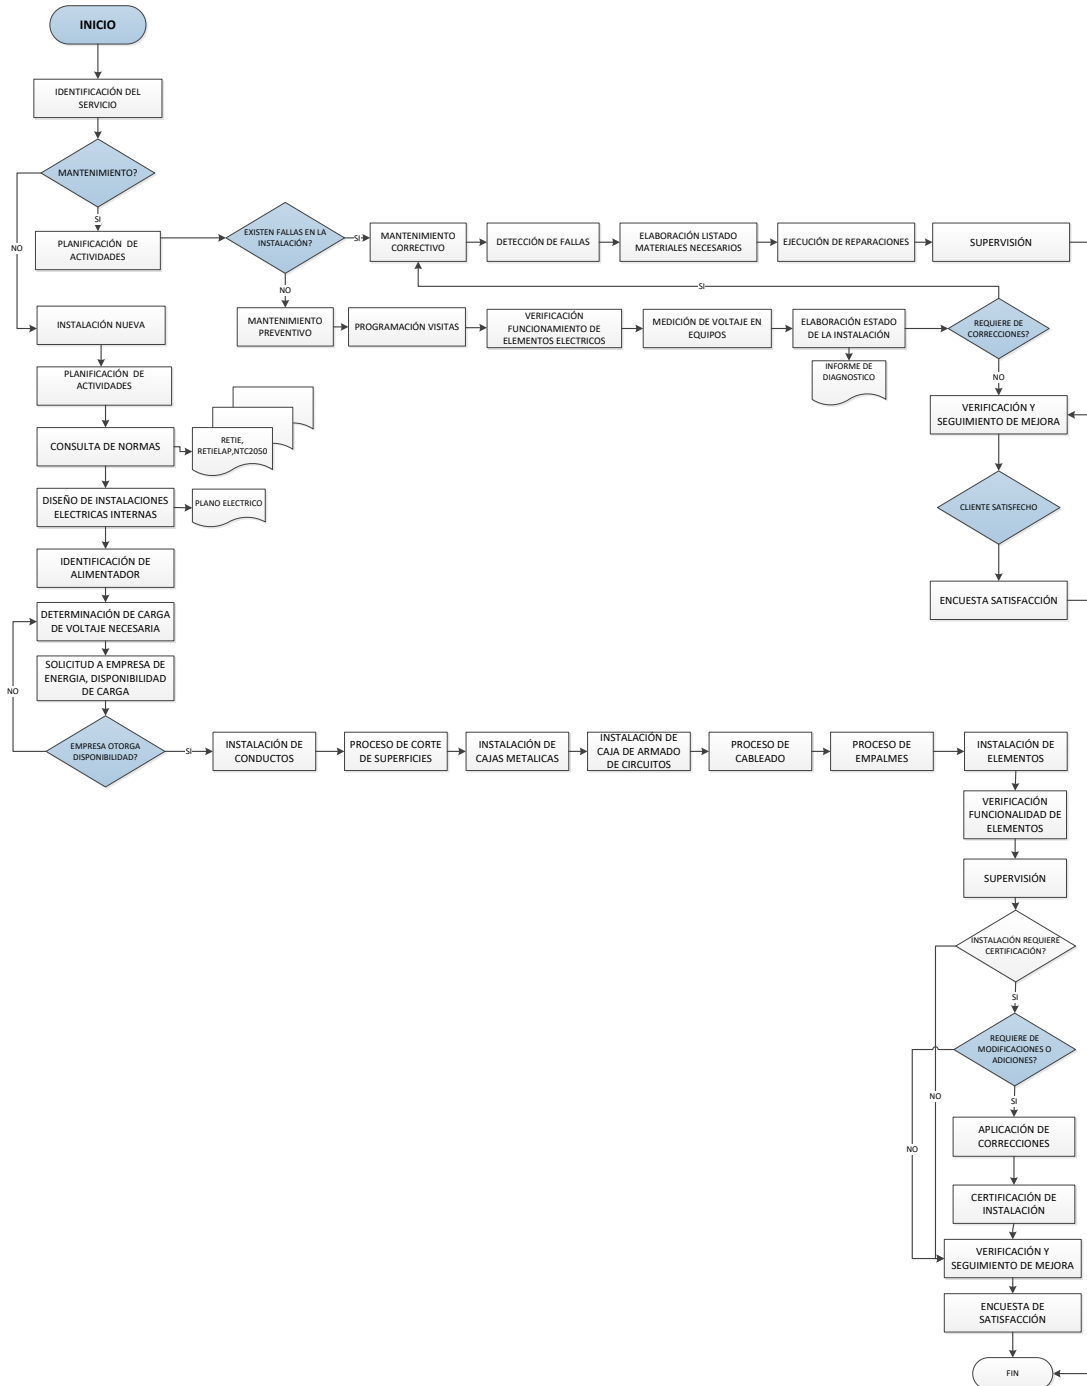 INICIO
IDENTIFICACIÓN DEL
SERVICIO
MANTENIMIENTO?
SI
NO
PLANIFICACIÓN DE
ACTIVIDADES
EXISTEN FALLAS EN LA
INSTALACIÓN?
SI
MANTENIMIENTO
CORRECTIVO
DETECCIÓN DE FALLAS
ELABORACIÓN LISTADO
MATERIALES NECESARIOS
EJECUCIÓN DE REPARACIONES
SUPERVISIÓN
NO
SI
INSTALACIÓN NUEVA
MANTENIMIENTO
PREVENTIVO
PROGRAMACIÓN VISITAS
VERIFICACIÓN
FUNCIONAMIENTO DE
ELEMENTOS ELECTRICOS
MEDICIÓN DE VOLTAJE EN
EQUIPOS
ELABORACIÓN ESTADO
DE LA INSTALACIÓN
REQUIERE DE
CORRECCIONES?
INFORME DE
DIAGNOSTICO
NO
PLANIFICACIÓN DE
ACTIVIDADES
VERIFICACIÓN Y
SEGUIMIENTO DE MEJORA
CONSULTA DE NORMAS
RETIE,
RETIELAP,NTC2050
DISEÑO DE INSTALACIONES
ELECTRICAS INTERNAS
PLANO ELECTRICO
CLIENTE SATISFECHO
IDENTIFICACIÓN DE
ALIMENTADOR
ENCUESTA SATISFACCIÓN
DETERMINACIÓN DE CARGA
DE VOLTAJE NECESARIA
SOLICITUD A EMPRESA DE
ENERGIA, DISPONIBILIDAD
DE CARGA
NO
EMPRESA OTORGA
DISPONIBILIDAD?
SI
INSTALACIÓN DE
CONDUCTOS
PROCESO DE CORTE
DE SUPERFICIES
INSTALACIÓN DE
CAJAS METALICAS
INSTALACIÓN DE
CAJA DE ARMADO
DE CIRCUITOS
PROCESO DE
CABLEADO
PROCESO DE
EMPALMES
INSTALACIÓN DE
ELEMENTOS
VERIFICACIÓN
FUNCIONALIDAD DE
ELEMENTOS
SUPERVISIÓN
INSTALACIÓN REQUIERE
CERTIFICACIÓN?
SI
REQUIERE DE
MODIFICACIONES O
ADICIONES?
NO
SI
APLICACIÓN DE
CORRECCIONES
NO
CERTIFICACIÓN DE
INSTALACIÓN
VERIFICACIÓN Y
SEGUIMIENTO DE MEJORA
ENCUESTA DE
SATISFACCIÓN
FIN